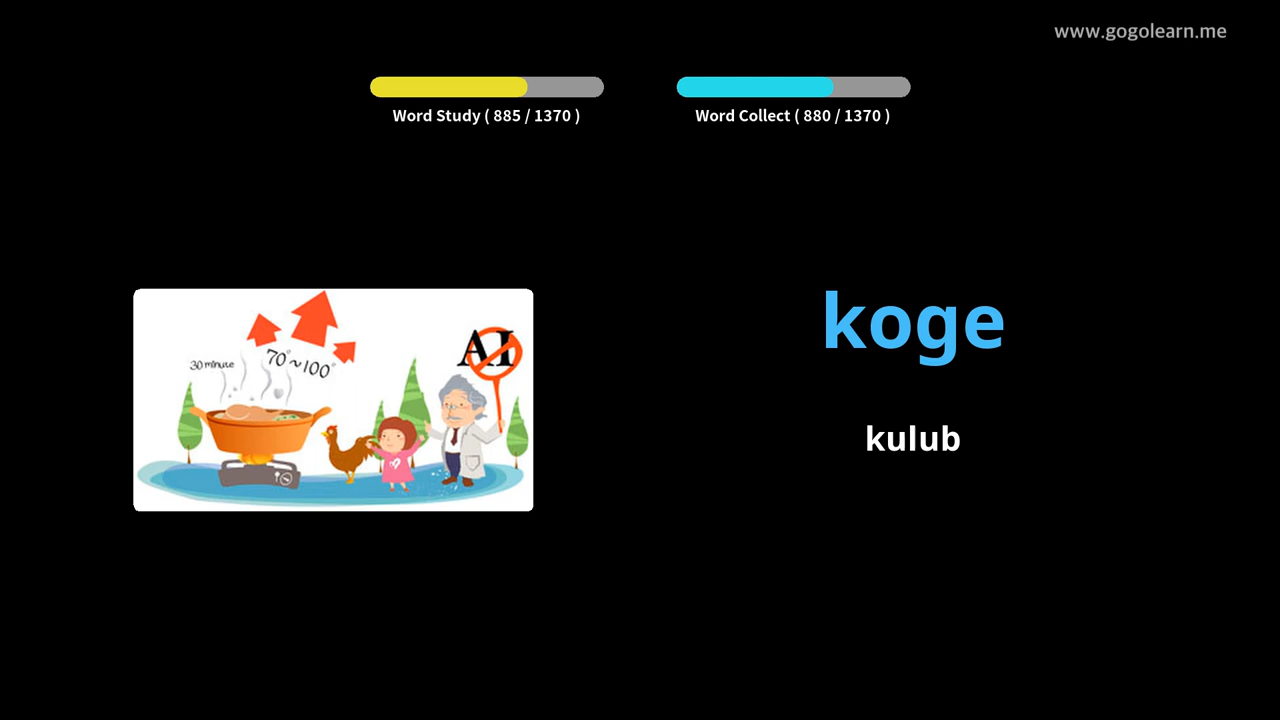 www.gogolearn.me
Word Study ( 885 / 1370 )
Word Collect ( 880 / 1370 )
30 minute
70°~100°
AI
koge
kulub